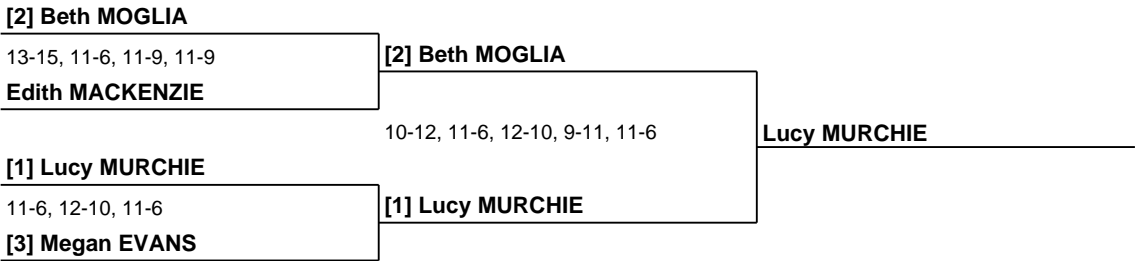 [2] Beth MOGLIA
13-15, 11-6, 11-9, 11-9
[2] Beth MOGLIA
Edith MACKENZIE
10-12, 11-6, 12-10, 9-11, 11-6
Lucy MURCHIE
[1] Lucy MURCHIE
11-6, 12-10, 11-6
[1] Lucy MURCHIE
[3] Megan EVANS